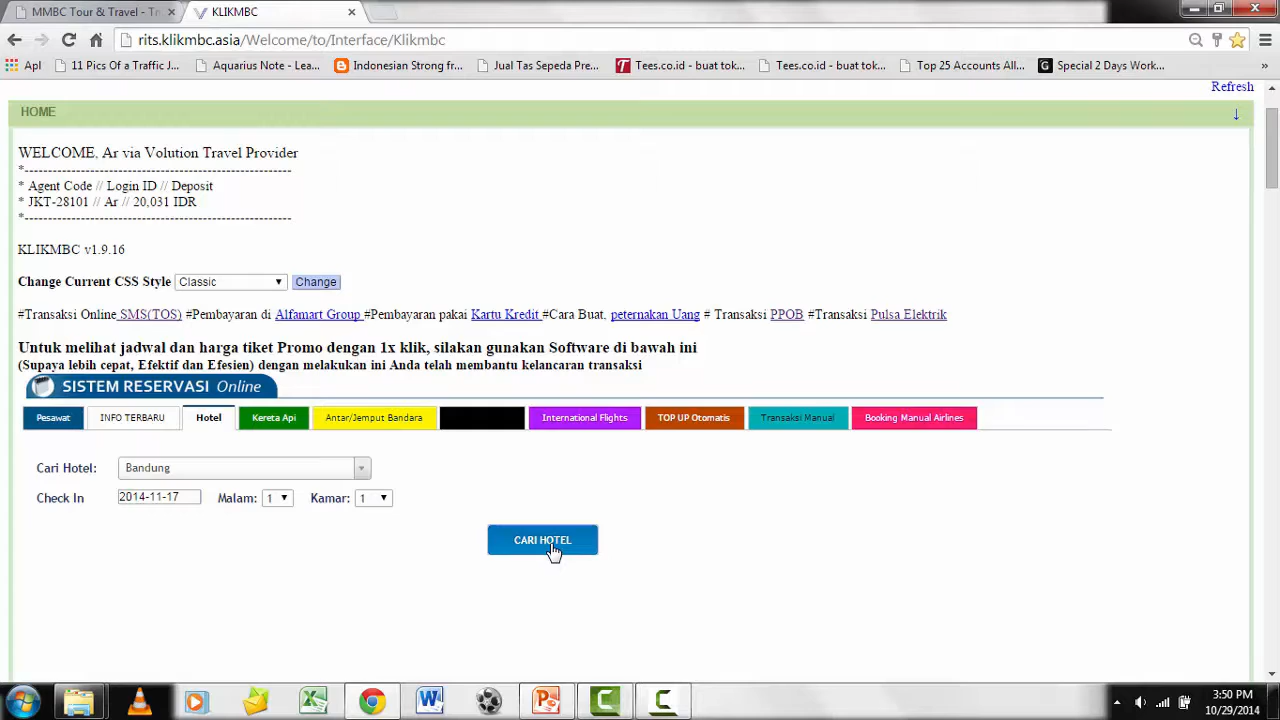 MMBC Tour & Travel - Tr
KLIKMBC
rits.klikmbc.asia/Welcome/to/Interface/Klikmbc
Apl
11 Pics Of a Traffic J...
Aquarius Note - Lea...
Indonesian Strong fr...
Jual Tas Sepeda Pre...
Tees.co.id - buat tok...
Tees.co.id - buat tok...
Top 25 Accounts All...
Special 2 Days Work...
Refresh
HOME
↓
WELCOME, Ar via Volution Travel Provider
*----------------------------------------------------------
* Agent Code // Login ID // Deposit
* JKT-28101 // Ar // 20,031 IDR
*----------------------------------------------------------
KLIKMBC v1.9.16
Change Current CSS Style Classic Change
#Transaksi Online SMS(TOS) #Pembayaran di Alfamart Group #Pembayaran pakai Kartu Kredit #Cara Buat, peternakan Uang # Transaksi PPOB #Transaksi Pulsa Elektrik
Untuk melihat jadwal dan harga tiket Promo dengan 1x klik, silakan gunakan Software di bawah ini
(Supaya lebih cepat, Efektif dan Efesien) dengan melakukan ini Anda telah membantu kelancaran transaksi
SISTEM RESERVASI Online
Pesawat INFO TERBARU Hotel Kereta Api Antar/Jemput Bandara International Flights TOP UP Otomatis Transaksi Manual Booking Manual Airlines
Cari Hotel: Bandung
Check In 2014-11-17 Malam: 1 Kamar: 1
CARI HOTEL
3:50 PM
10/29/2014